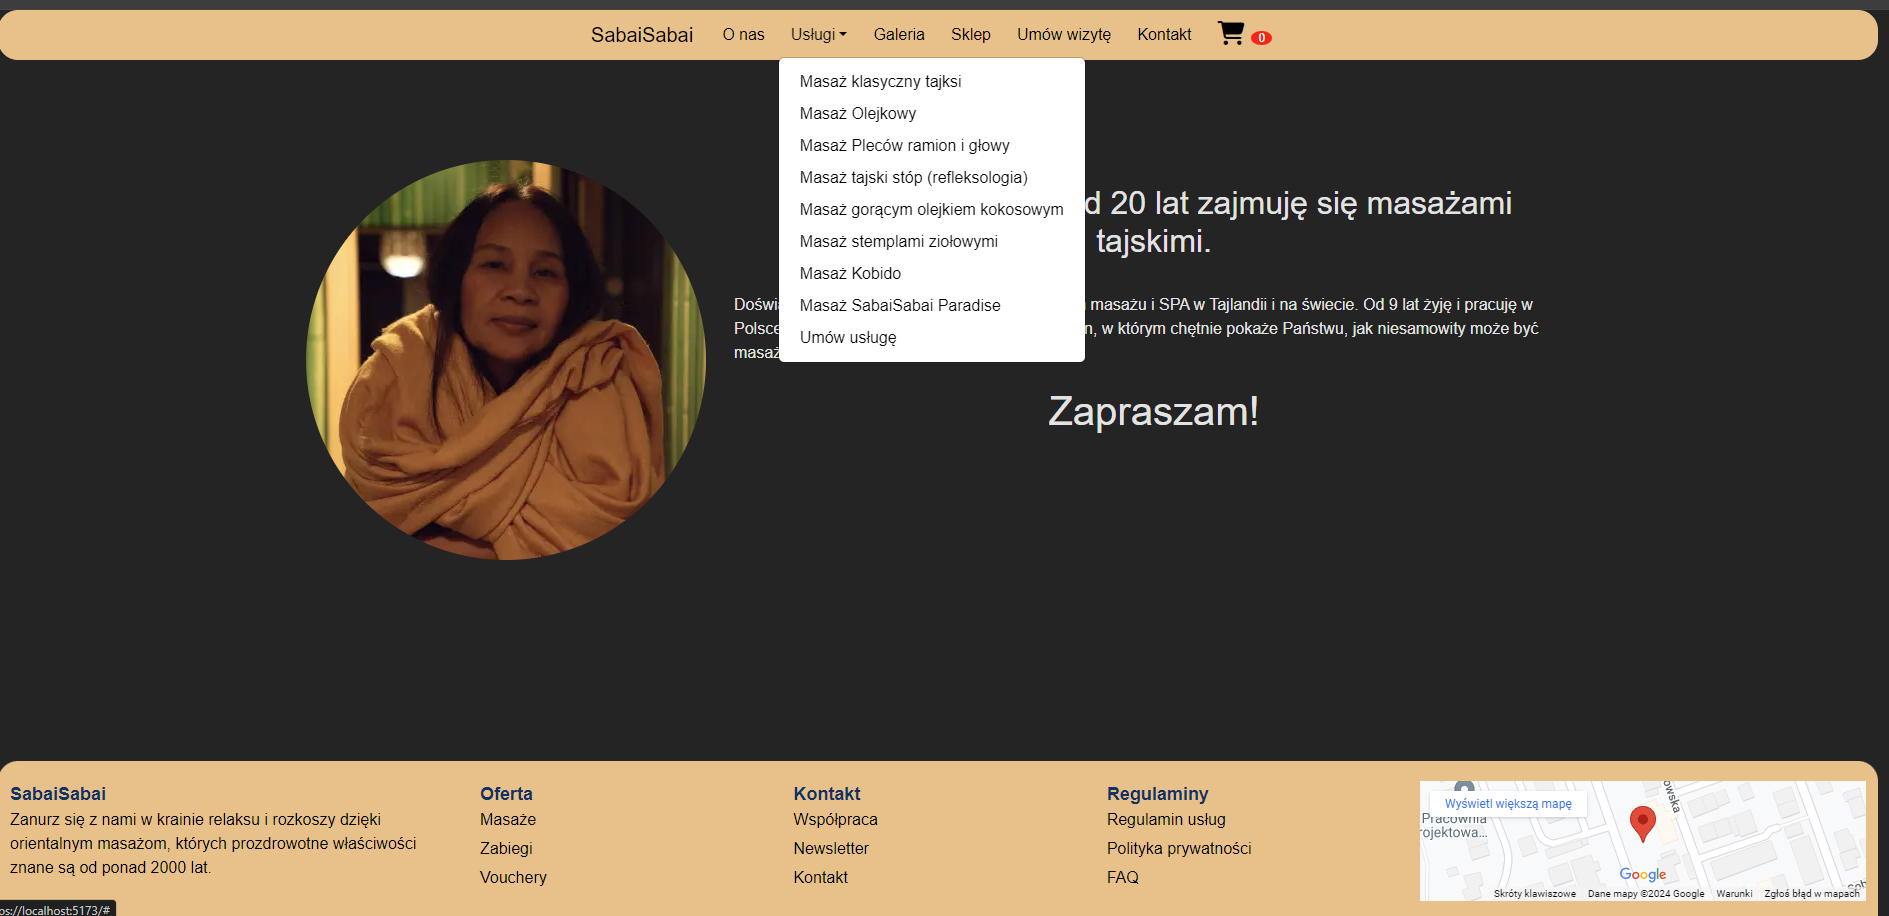 SabaiSabai O nas Usługi Galeria Sklep Umów wizytę Kontakt 0
Masaż klasyczny tajksi
Masaż Olejkowy
Masaż Pleców ramion i głowy
Masaż tajski stóp (refleksologia)
Masaż gorącym olejkiem kokosowym
Masaż stemplami ziołowymi
Masaż Kobido
Masaż SabaiSabai Paradise
Umów usługę
20 lat zajmuję się masażami
tajskimi.
masażu i SPA w Tajlandii i na świecie. Od 9 lat żyję i pracuję w
Polsce w którym chętnie pokaże Państwu, jak niesamowity może być
masaż
Zapraszam!
SabaiSabai
Zanurz się z nami w krainie relaksu i rozkoszy dzięki
orientalnym masażom, których prozdrowotne właściwości
znane są od ponad 2000 lat.
Oferta
Masaże
Zabiegi
Vouchery
Kontakt
Współpraca
Newsletter
Kontakt
Regulaminy
Regulamin usług
Polityka prywatności
FAQ
Wyświetl większą mapę
Pracownia
rojektowa...
owska
Google
Skróty klawiszowe Dane mapy ©2024 Google Warunki Zgłoś błąd w mapach
ps://localhost:5173/#